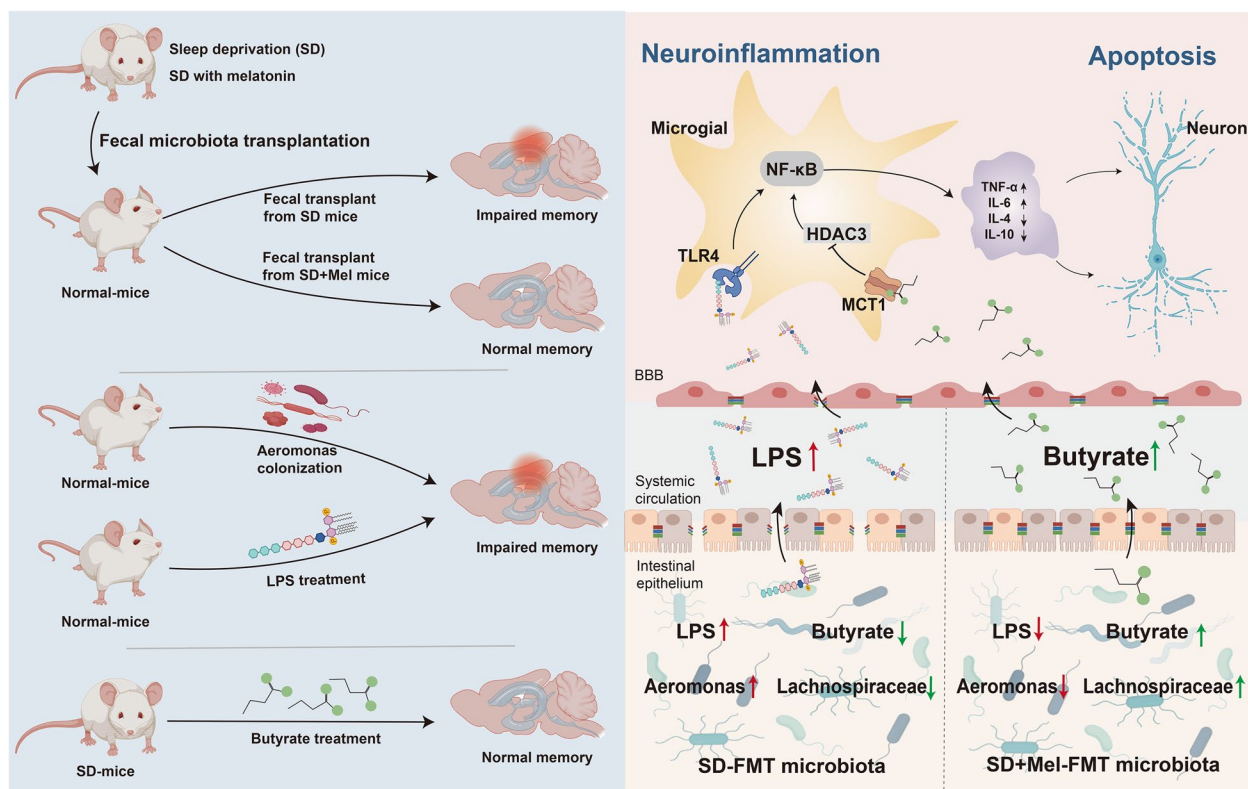 Sleep deprivation (SD)
SD with melatonin
Fecal microbiota transplantation
Fecal transplant
from SD mice
Impaired memory
Fecal transplant
from SD+Mel mice
Normal-mice
Normal memory
Aeromonas
colonization
Normal-mice
Impaired memory
LPS treatment
Normal-mice
Butyrate treatment
SD-mice
Normal memory
Neuroinflammation
Apoptosis
Microgial
Neuron
NF-κB
TNF-α
IL-6
IL-4
IL-10
HDAC3
TLR4
MCT1
BBB
LPS
Butyrate
Systemic
circulation
Intestinal
epithelium
LPS
Butyrate
Aeromonas
Lachnospiraceae
SD-FMT microbiota
LPS
Butyrate
Aeromonas
Lachnospiraceae
SD+Mel-FMT microbiota